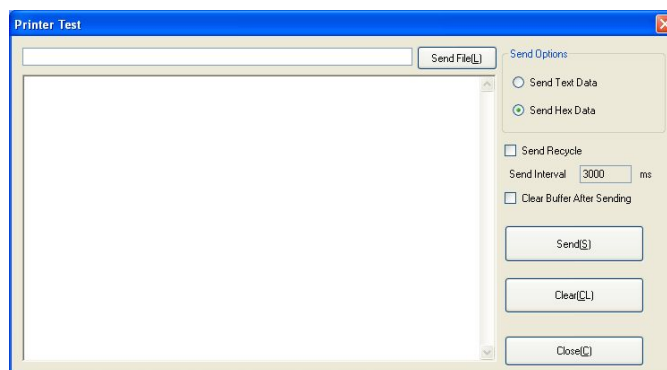 Printer Test
Send File(L)
Send Options
Send Text Data
Send Hex Data
Send Recycle
Send Interval 3000 ms
Clear Buffer After Sending
Send(S)
Clear(CL)
Close(C)